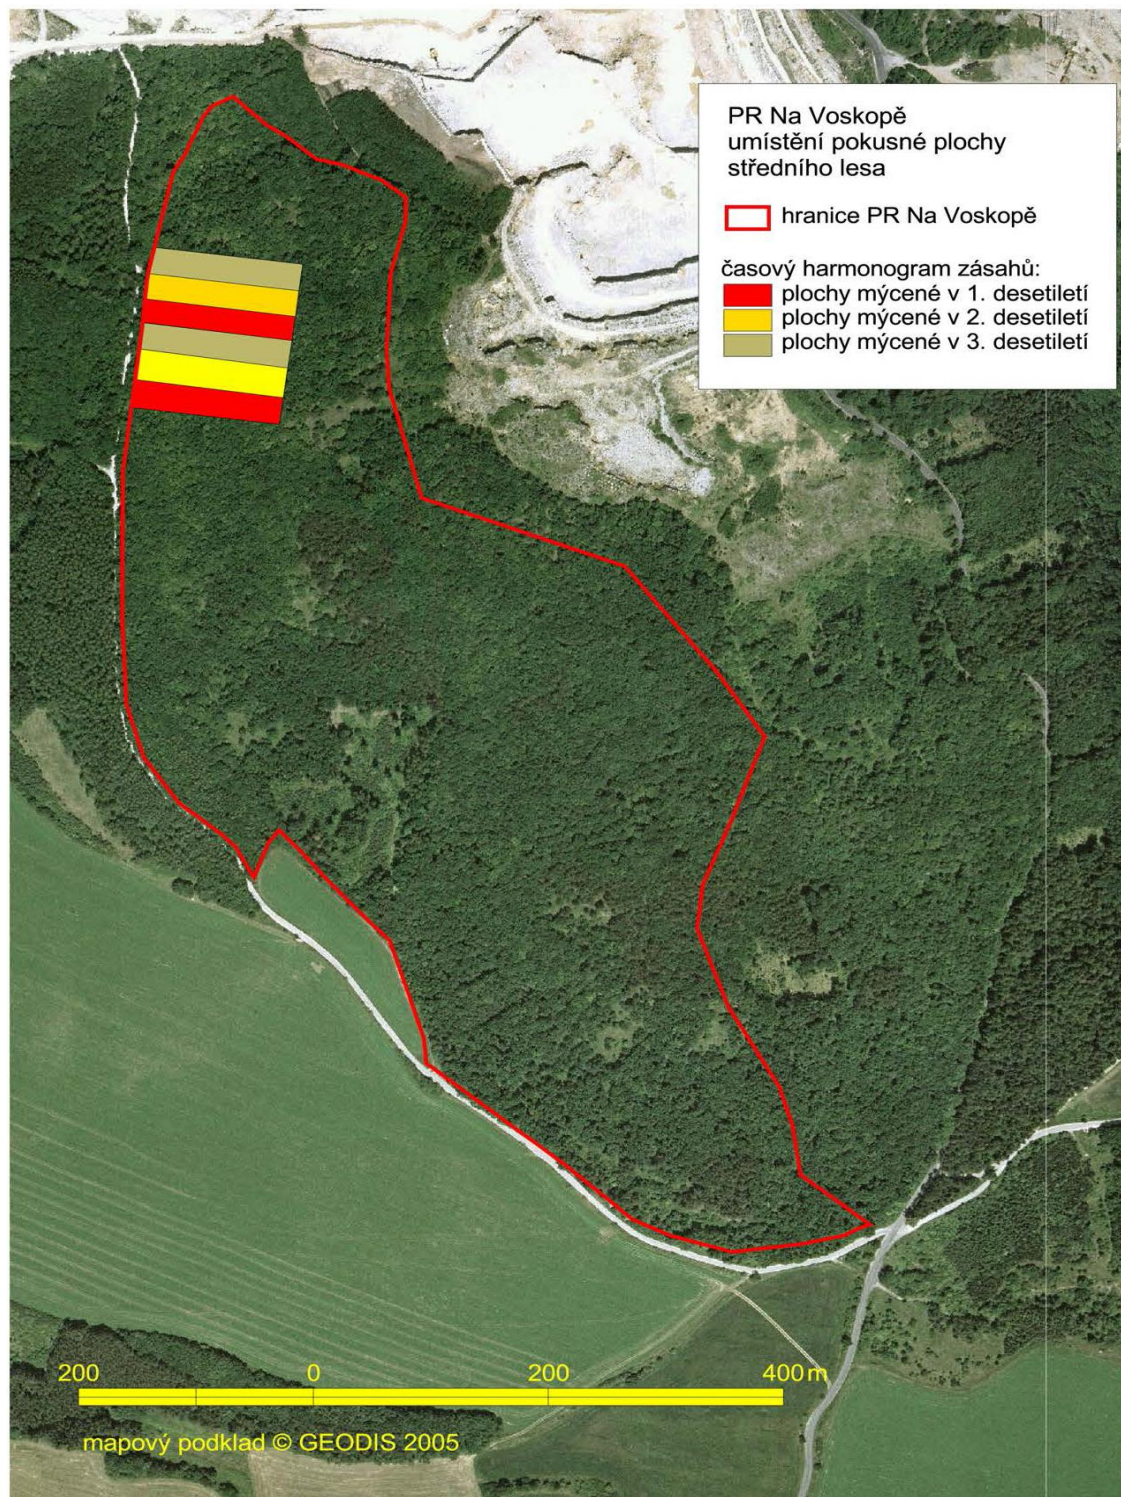 PR Na Voskopě
umístění pokusné plochy
středního lesa
hranice PR Na Voskopě
časový harmonogram zásahů:
plochy mýcené v 1. desetiletí
plochy mýcené v 2. desetiletí
plochy mýcené v 3. desetiletí
200 0 200 400 m
mapový podklad © GEODIS 2005